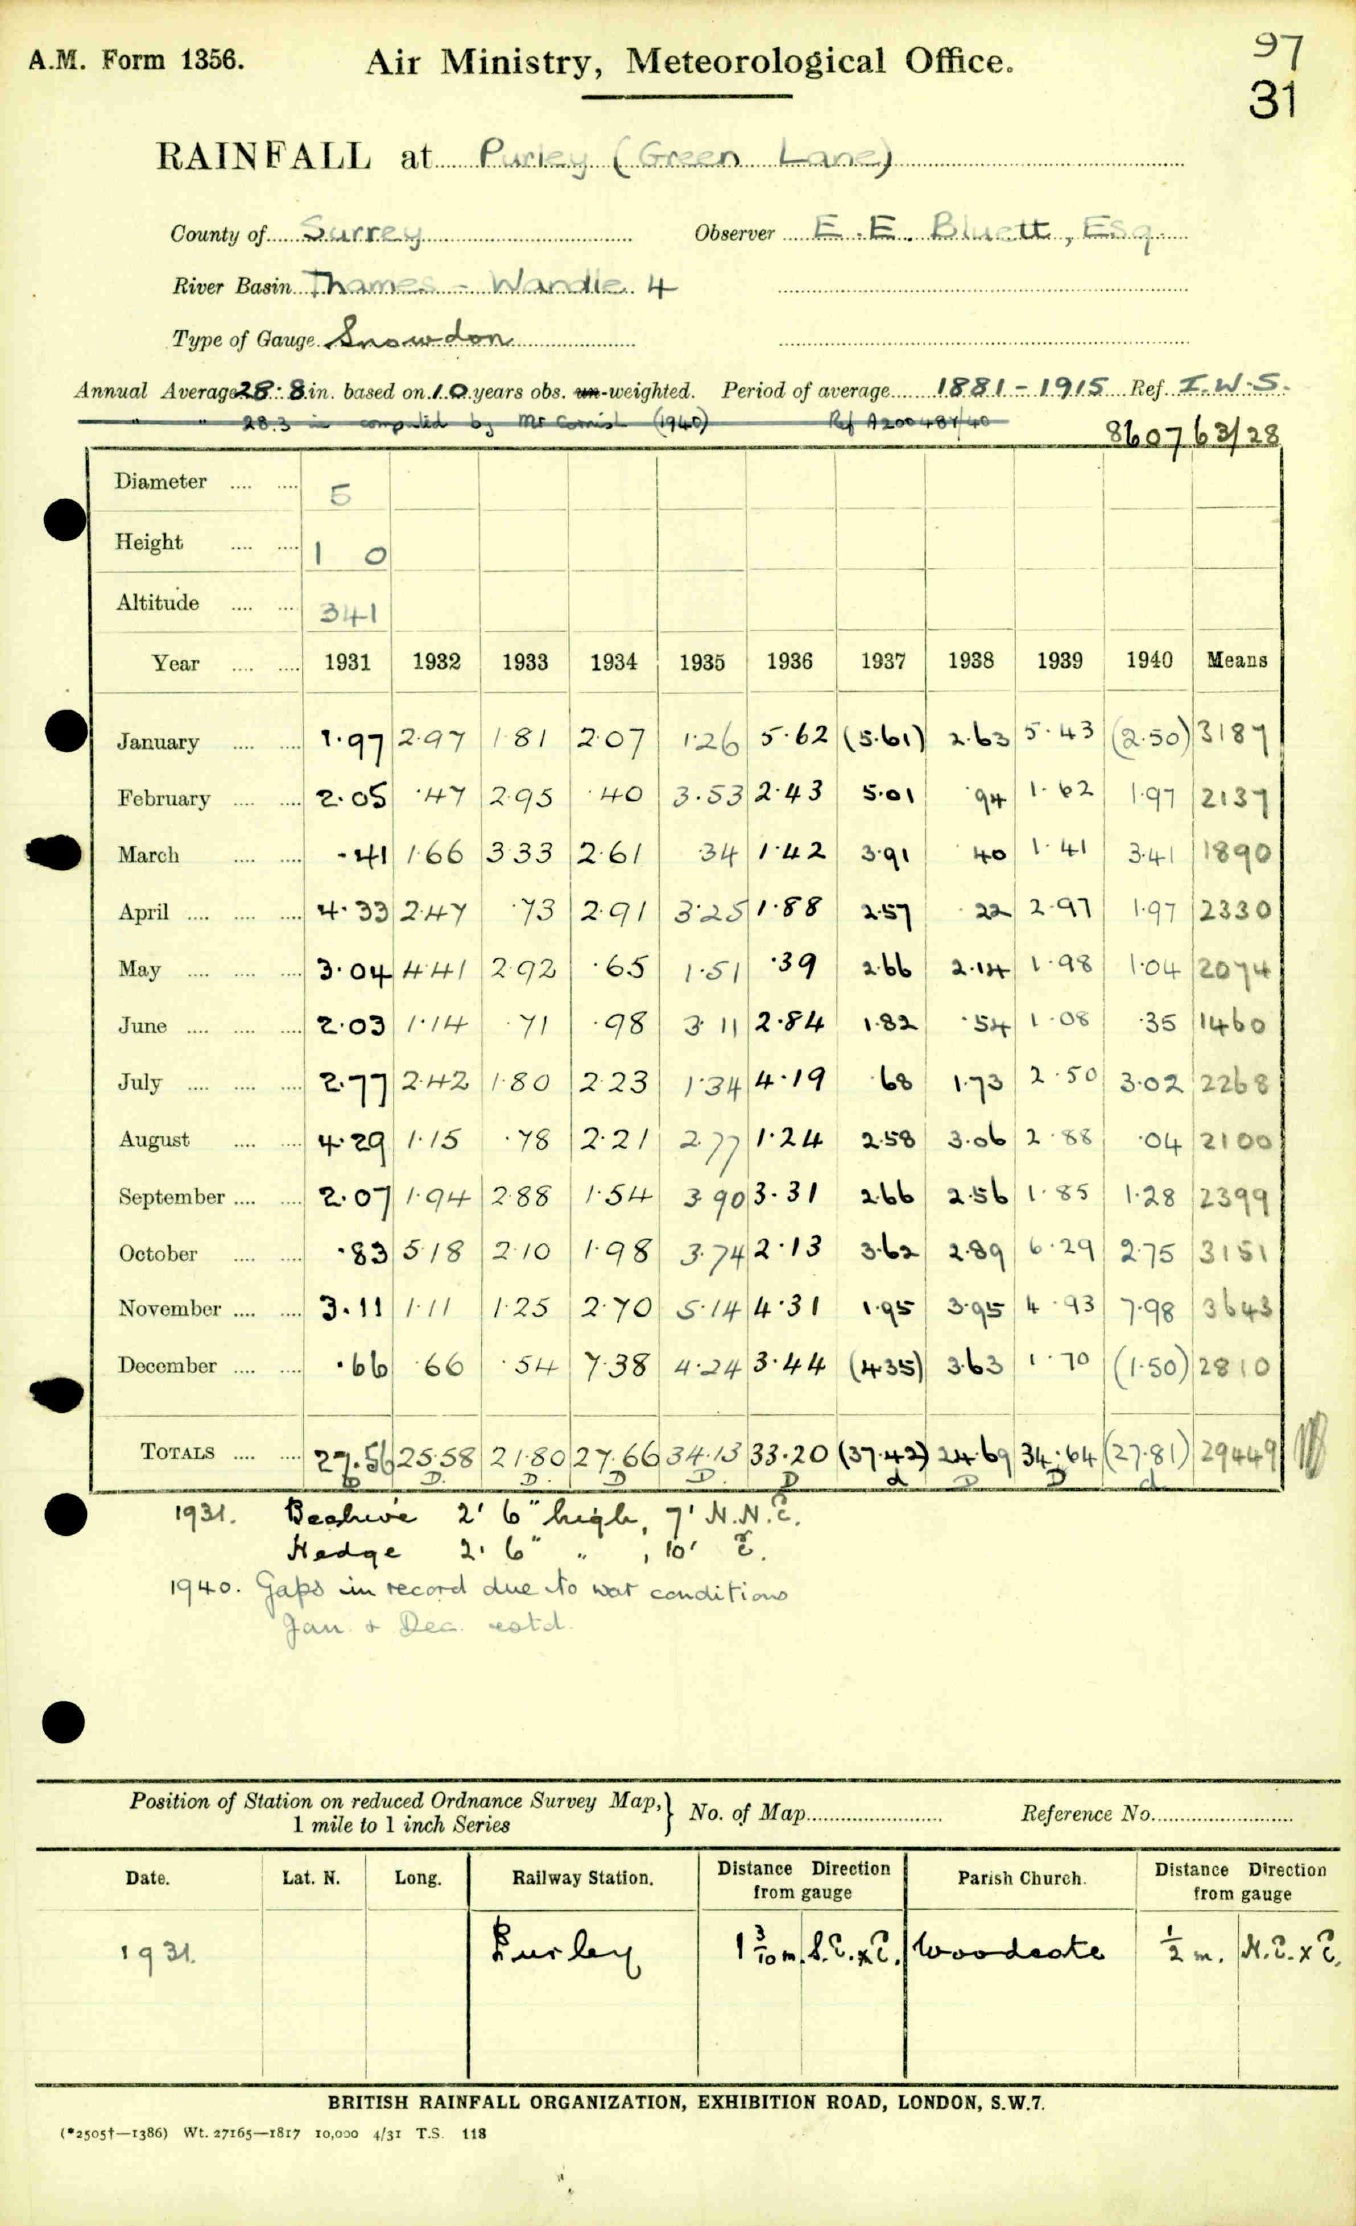 97
A.M. Form 1356. Air Ministry, Meteorological Office.
31
RAINFALL at Purley (Green Lane)
County of Surrey Observer E. E. Bluett, Esq.
River Basin Thames - Wandle 4
Type of Gauge Snowdon
Annual Average 28.8 in. based on 10 years obs. un-weighted. Period of average 1881-1915 Ref. I.W.S.
" " 28.3 in computed by Mr Cornish (1940) Ref A200487/40
860763/28
Diameter 5
Height 1 0
Altitude 341
Year 1931 1932 1933 1934 1935 1936 1937 1938 1939 1940 Means
January 1.97 2.97 1.81 2.07 1.26 5.62 (5.61) 2.63 5.43 (2.50) 3187
February 2.05 .47 2.95 .40 3.53 2.43 5.01 .94 1.62 1.97 2137
March .41 1.66 3.33 2.61 .34 1.42 3.91 .40 1.41 3.41 1890
April 4.33 2.47 .73 2.91 3.25 1.88 2.57 .22 2.97 1.97 2330
May 3.04 4.41 2.92 .65 1.51 .39 2.66 2.14 1.98 1.04 2074
June 2.03 1.14 .71 .98 3.11 2.84 1.82 .54 1.08 .35 1460
July 2.77 2.42 1.80 2.23 1.34 4.19 .68 1.73 2.50 3.02 2268
August 4.29 1.15 .78 2.21 2.77 1.24 2.58 3.06 2.88 .04 2100
September 2.07 1.94 2.88 1.54 3.90 3.31 2.66 2.56 1.85 1.28 2399
October .83 5.18 2.10 1.98 3.74 2.13 3.62 2.89 6.29 2.75 3151
November 3.11 1.11 1.25 2.70 5.14 4.31 1.95 3.95 4.93 7.98 3643
December .66 .66 .54 7.38 4.24 3.44 (4.35) 3.63 1.70 (1.50) 2810
TOTALS 27.56 25.58 21.80 27.66 34.13 33.20 (37.42) 24.69 34.64 (27.81) 29449
D D. D. D D. D d D D d
1931. Beehive 2' 6" high, 7' N.N.E.
Hedge 2' 6" " , 10' E.
1940. Gaps in record due to war conditions
Jan + Dec. estd.
Position of Station on reduced Ordnance Survey Map, } No. of Map Reference No.
1 mile to 1 inch Series
Date. Lat. N. Long. Railway Station. Distance Direction from gauge Parish Church. Distance Direction from gauge
1931. Purley 1 3/10 m. S.E. x E. Woodcote 1/2 m. N.E. x E.
BRITISH RAINFALL ORGANIZATION, EXHIBITION ROAD, LONDON, S.W.7.
(*2505†—1386) Wt. 27165—1817 10,000 4/31 T.S. 118